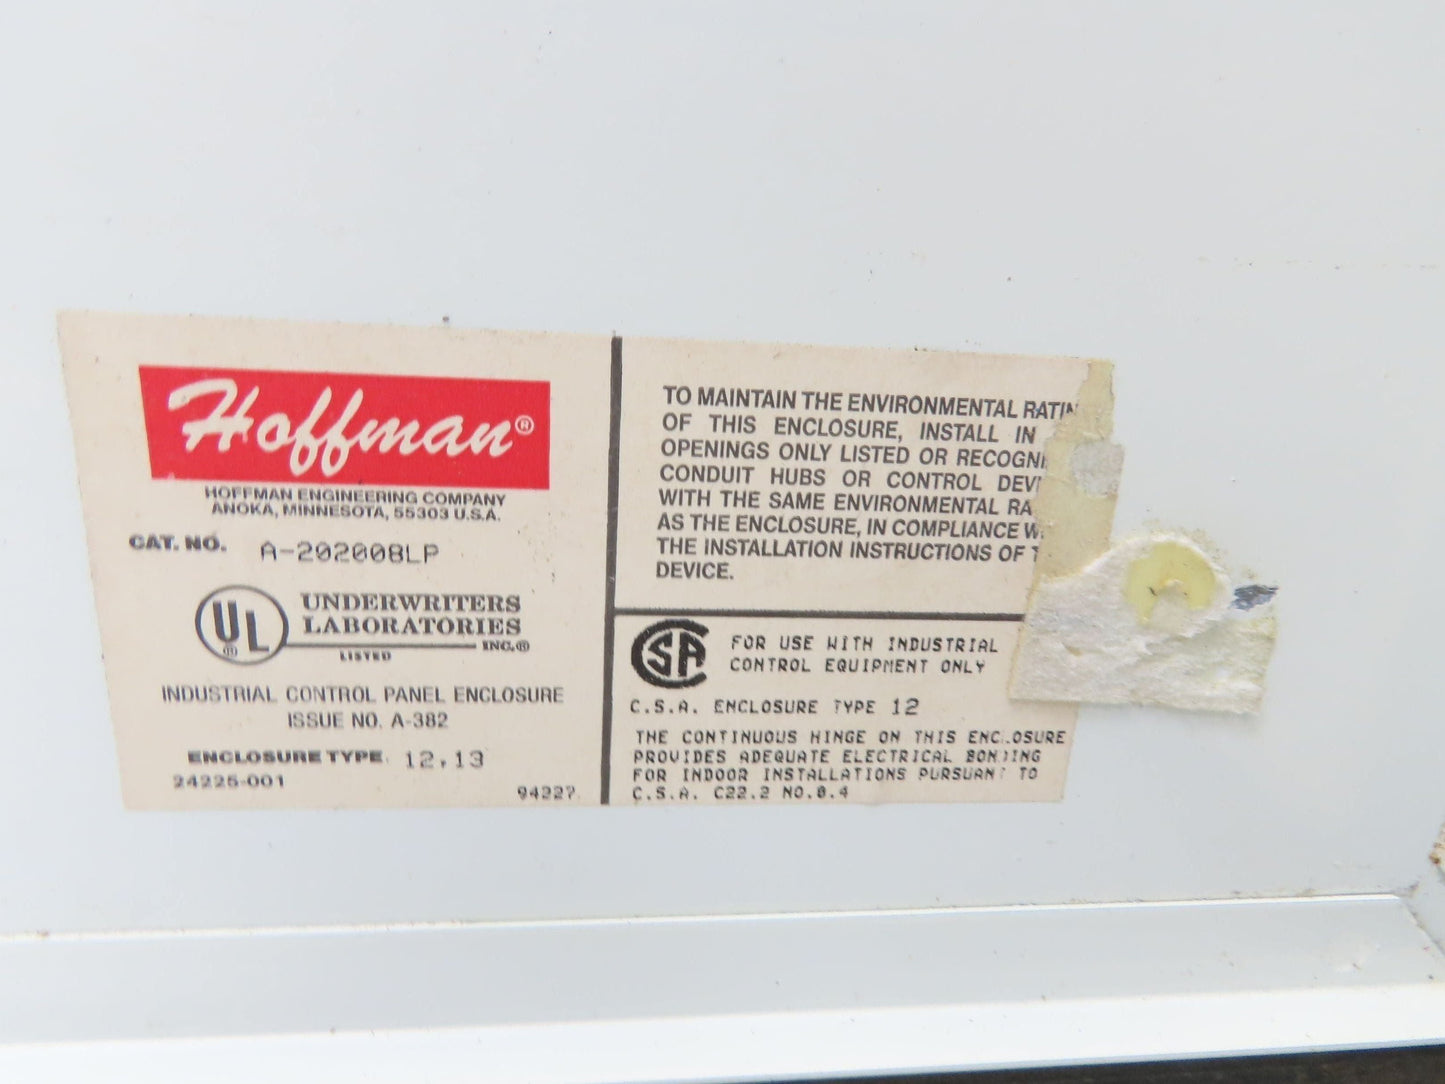 Hoffman®
HOFFMAN ENGINEERING COMPANY
ANOKA, MINNESOTA, 55303 U.S.A.
CAT. NO. A-202008LP
UL ®
UNDERWRITERS
LABORATORIES
INC.®
LISTED
INDUSTRIAL CONTROL PANEL ENCLOSURE
ISSUE NO. A-382
ENCLOSURE TYPE 12,13
24225-001
94227
TO MAINTAIN THE ENVIRONMENTAL
OF THIS ENCLOSURE, INSTALL IN
OPENINGS ONLY LISTED OR
CONDUIT HUBS OR CONTROL
WITH THE SAME ENVIRONMENTAL
AS THE ENCLOSURE, IN COMPLIANCE
THE INSTALLATION INSTRUCTIONS OF
DEVICE.
CSA
FOR USE WITH INDUSTRIAL
CONTROL EQUIPMENT ONLY
C.S.A. ENCLOSURE TYPE 12
THE CONTINUOUS HINGE ON THIS ENCLOSURE
PROVIDES ADEQUATE ELECTRICAL BONDING
FOR INDOOR INSTALLATIONS PURSUANT TO
C.S.A. C22.2 NO.0.4